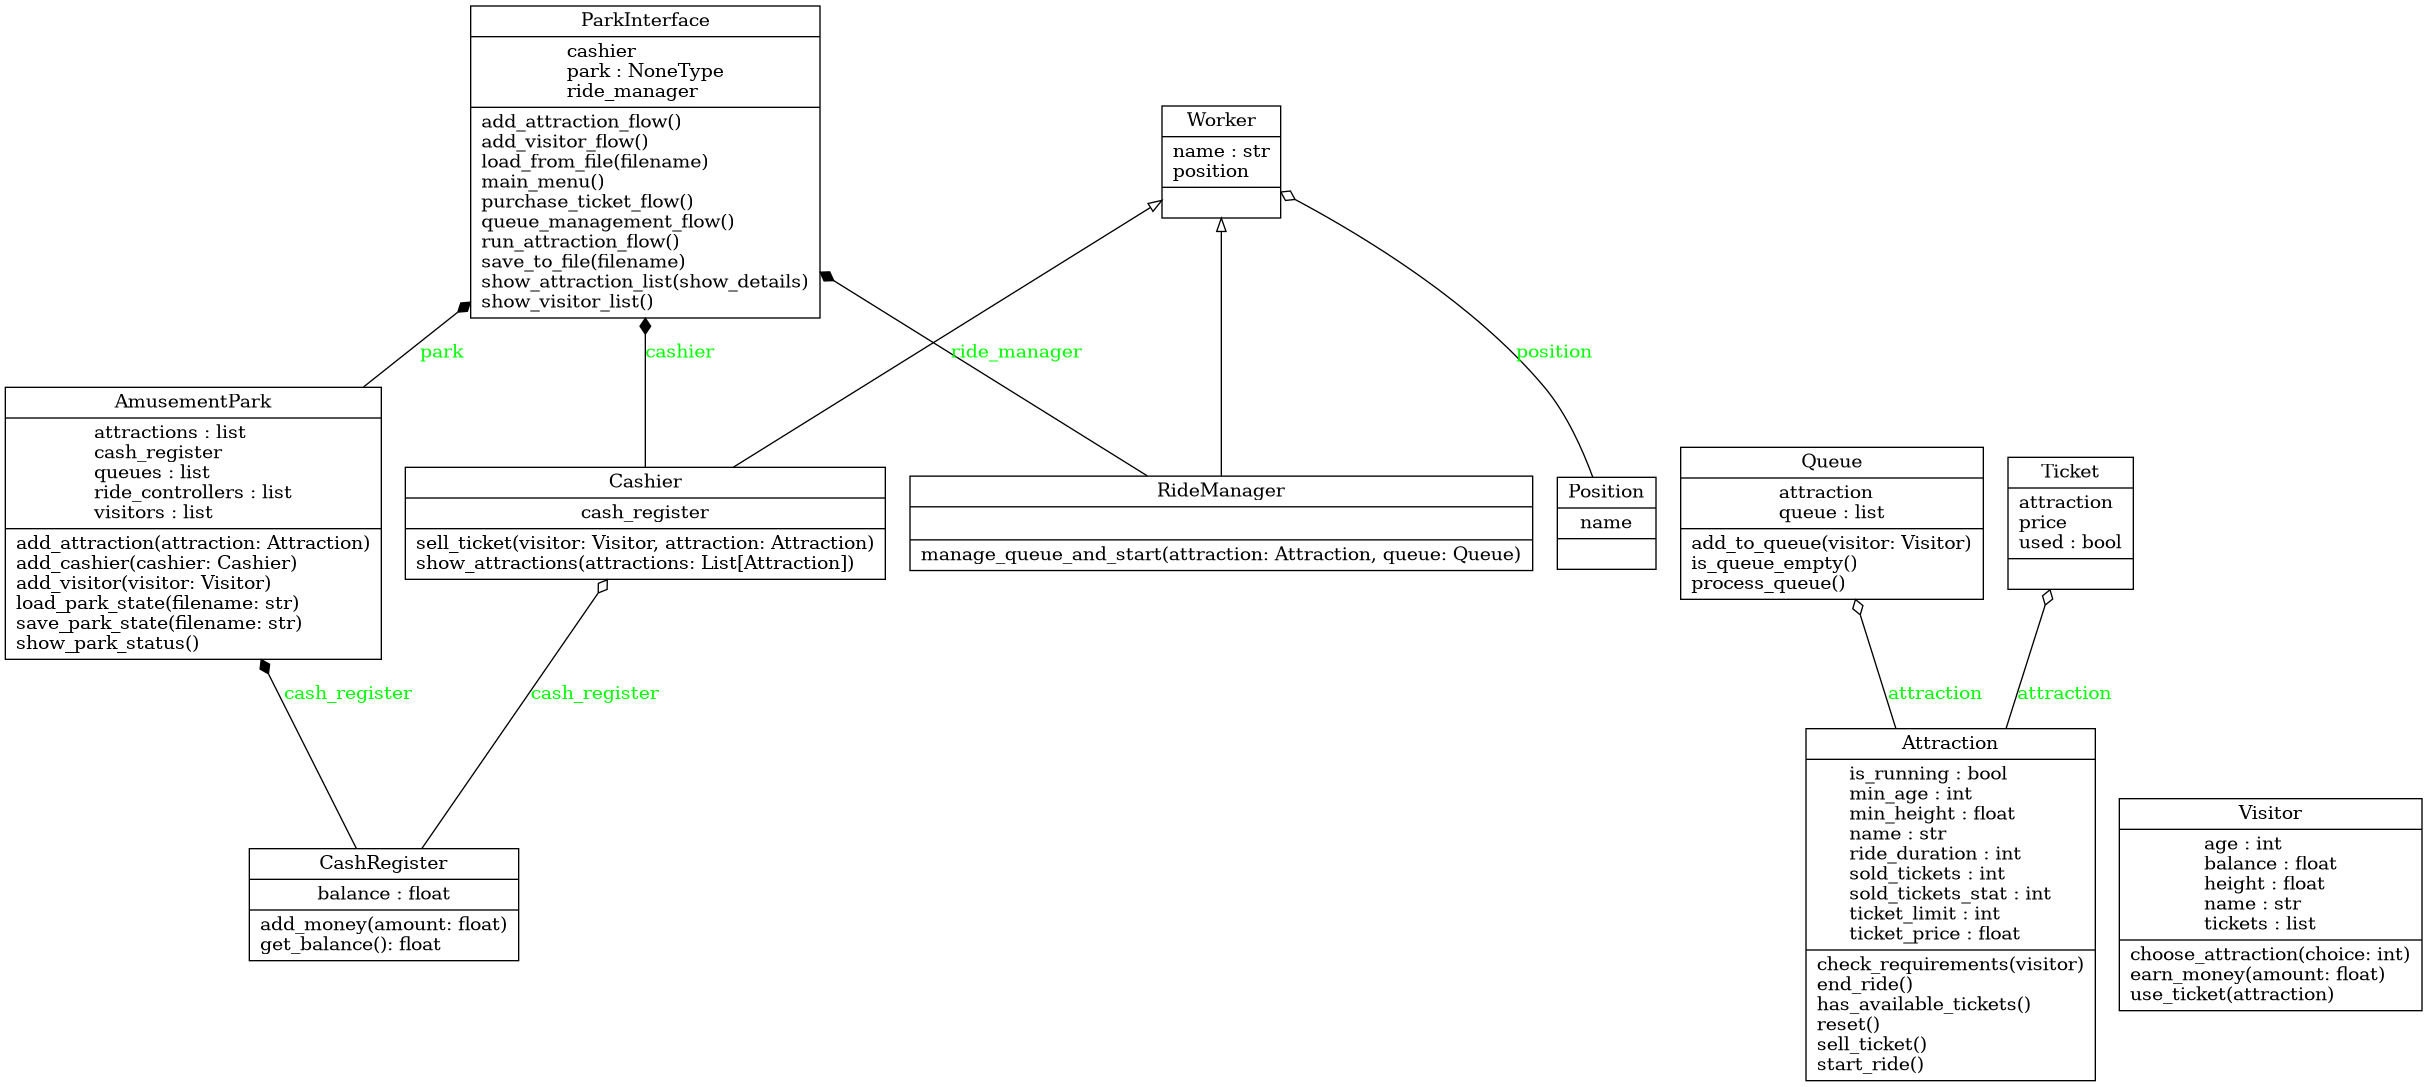 ParkInterface
cashier
park : NoneType
ride_manager
add_attraction_flow()
add_visitor_flow()
load_from_file(filename)
main_menu()
purchase_ticket_flow()
queue_management_flow()
run_attraction_flow()
save_to_file(filename)
show_attraction_list(show_details)
show_visitor_list()
Worker
name : str
position
park
cashier
ride_manager
position
AmusementPark
attractions : list
cash_register
queues : list
ride_controllers : list
visitors : list
add_attraction(attraction: Attraction)
add_cashier(cashier: Cashier)
add_visitor(visitor: Visitor)
load_park_state(filename: str)
save_park_state(filename: str)
show_park_status()
Cashier
cash_register
sell_ticket(visitor: Visitor, attraction: Attraction)
show_attractions(attractions: List[Attraction])
RideManager
manage_queue_and_start(attraction: Attraction, queue: Queue)
Position
name
Queue
attraction
queue : list
add_to_queue(visitor: Visitor)
is_queue_empty()
process_queue()
Ticket
attraction
price
used : bool
cash_register
cash_register
attraction
attraction
CashRegister
balance : float
add_money(amount: float)
get_balance(): float
Attraction
is_running : bool
min_age : int
min_height : float
name : str
ride_duration : int
sold_tickets : int
sold_tickets_stat : int
ticket_limit : int
ticket_price : float
check_requirements(visitor)
end_ride()
has_available_tickets()
reset()
sell_ticket()
start_ride()
Visitor
age : int
balance : float
height : float
name : str
tickets : list
choose_attraction(choice: int)
earn_money(amount: float)
use_ticket(attraction)